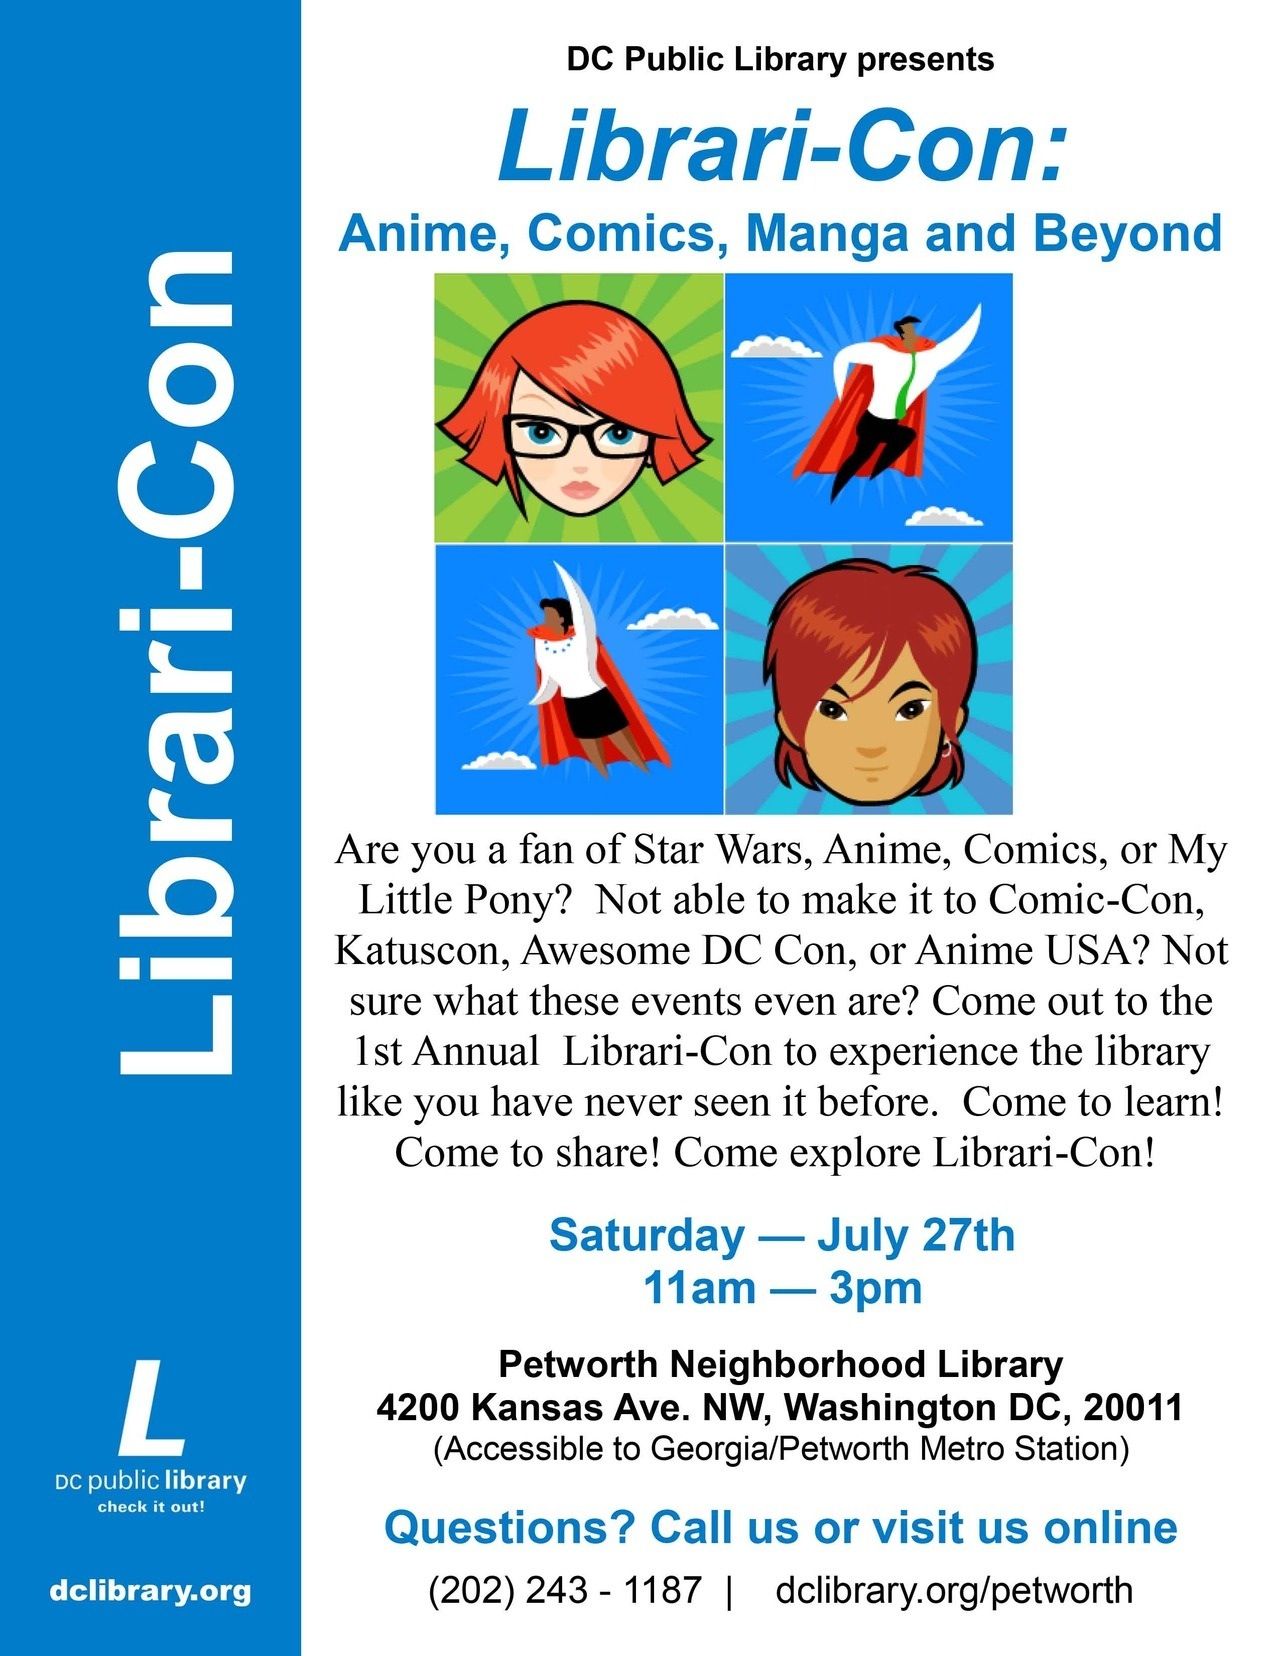 DC Public Library presents
Librari-Con:
Anime, Comics, Manga and Beyond
Are you a fan of Star Wars, Anime, Comics, or My
Little Pony?  Not able to make it to Comic-Con,
Katuscon, Awesome DC Con, or Anime USA? Not
sure what these events even are? Come out to the
1st Annual  Librari-Con to experience the library
like you have never seen it before.  Come to learn!
Come to share! Come explore Librari-Con!
Saturday — July 27th
11am — 3pm
Petworth Neighborhood Library
4200 Kansas Ave. NW, Washington DC, 20011
(Accessible to Georgia/Petworth Metro Station)
Questions? Call us or visit us online
(202) 243 - 1187  |    dclibrary.org/petworth
Librari-Con
L
DC public library
check it out!
dclibrary.org